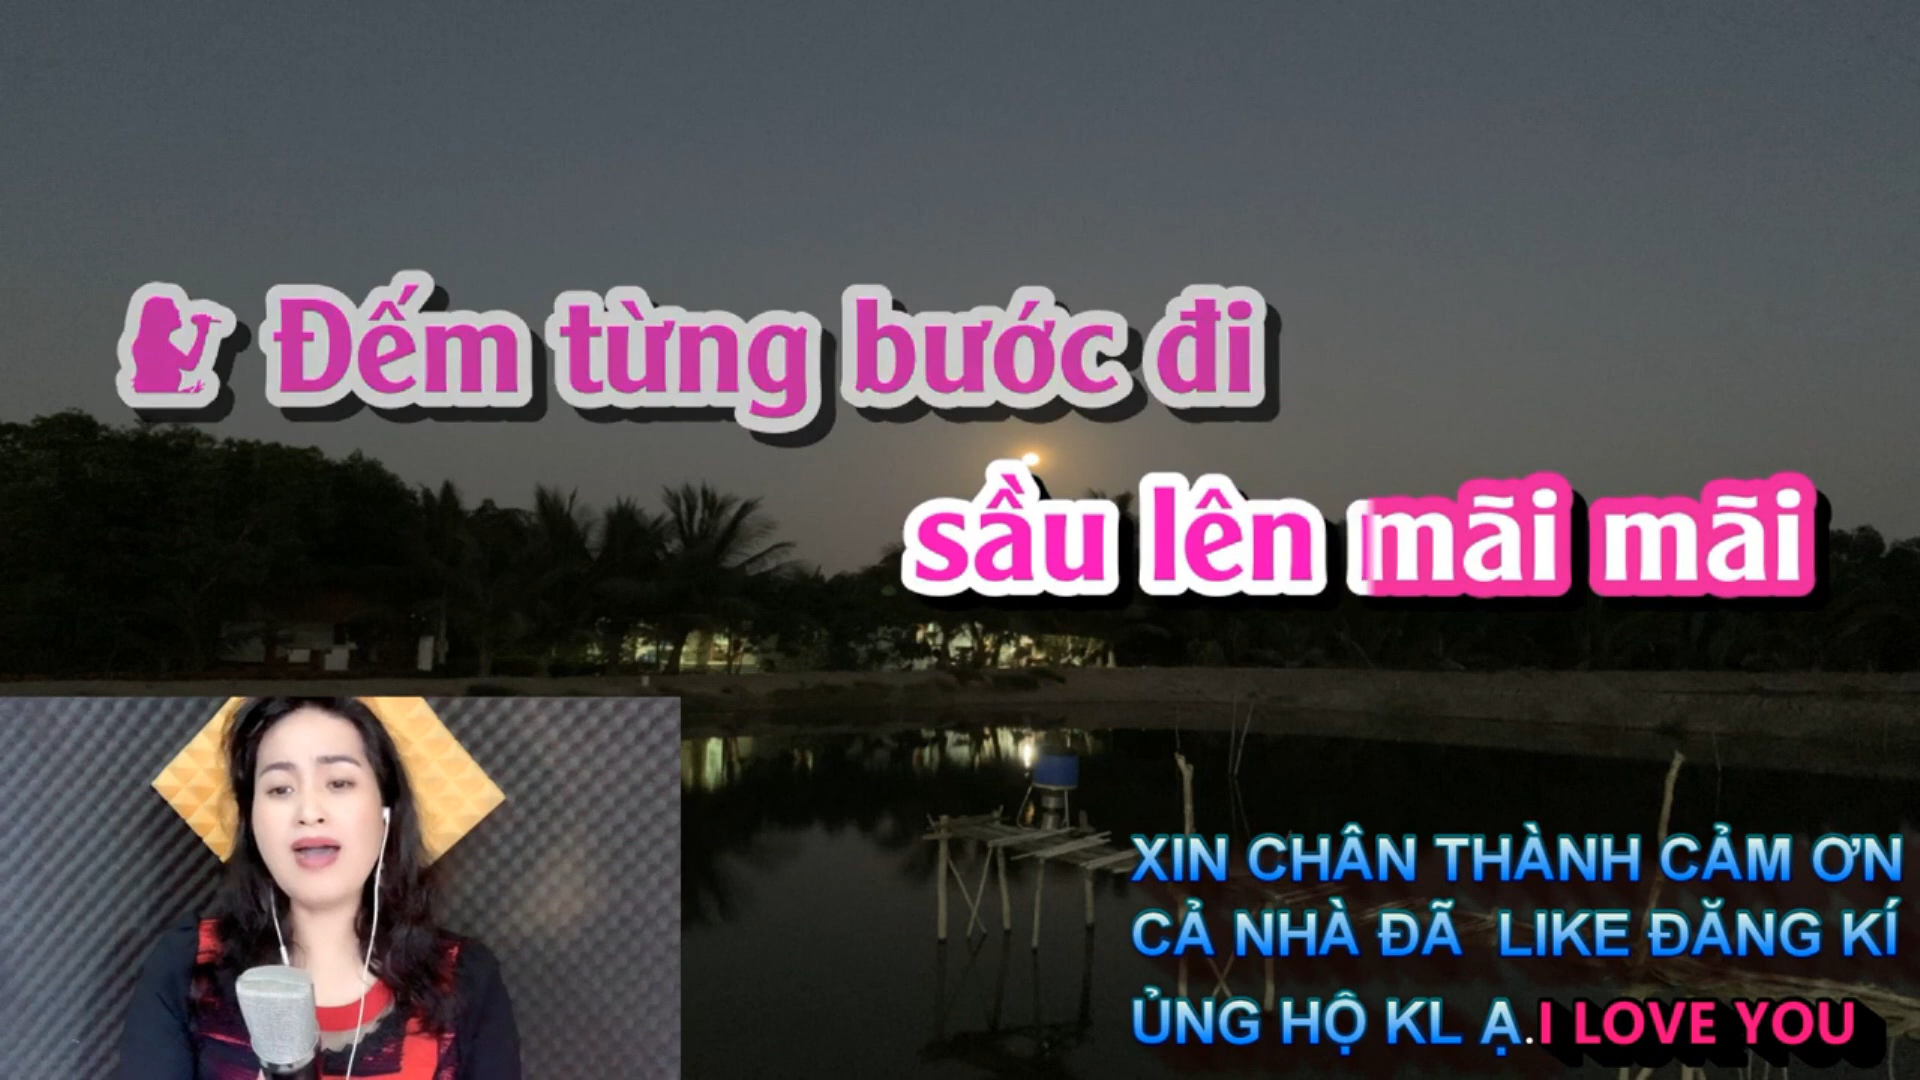 Đếm từng bước đi
sầu lên mãi mãi
XIN CHÂN THÀNH CẢM ƠN
CẢ NHÀ ĐÃ LIKE ĐĂNG KÍ
ỦNG HỘ KL Ạ.I LOVE YOU